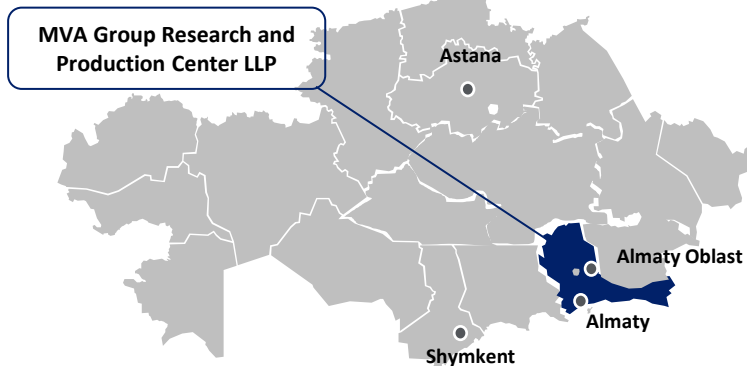 MVA Group Research and
Production Center LLP
Astana
Almaty Oblast
Almaty
Shymkent